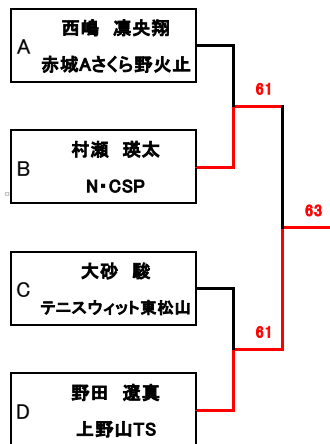 A
西嶋 凛央翔
赤城Aさくら野火止
61
B
村瀬 瑛太
N・CSP
63
C
大砂 駿
テニスウィット東松山
61
D
野田 遼真
上野山TS